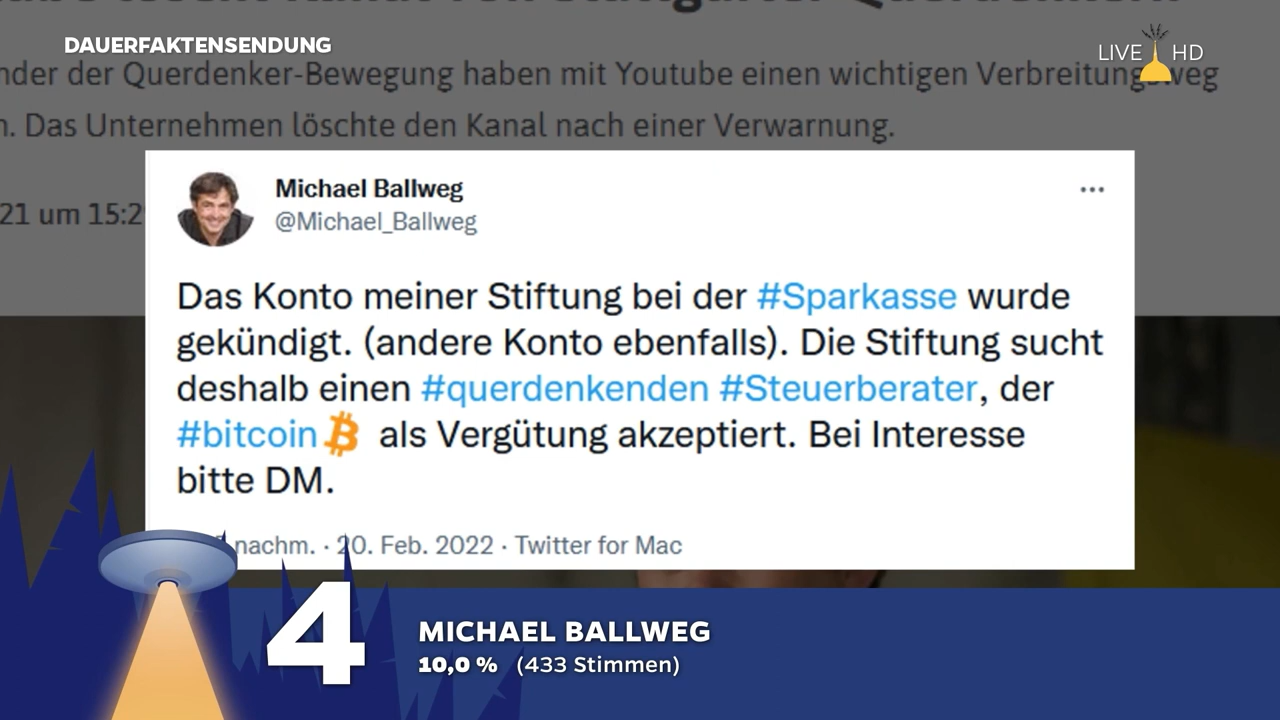 DAUERFAKTENSENDUNG
LIVE HD
der Querdenker-Bewegung haben mit Youtube einen wichtigen Verbreitungsweg
Das Unternehmen löschte den Kanal nach einer Verwarnung.
21 um 15:2
Michael Ballweg
@Michael_Ballweg
Das Konto meiner Stiftung bei der #Sparkasse wurde
gekündigt. (andere Konto ebenfalls). Die Stiftung sucht
deshalb einen #querdenkenden #Steuerberater, der
#bitcoin als Vergütung akzeptiert. Bei Interesse
bitte DM.
nachm. · 20. Feb. 2022 · Twitter for Mac
4
MICHAEL BALLWEG
10,0 % (433 Stimmen)